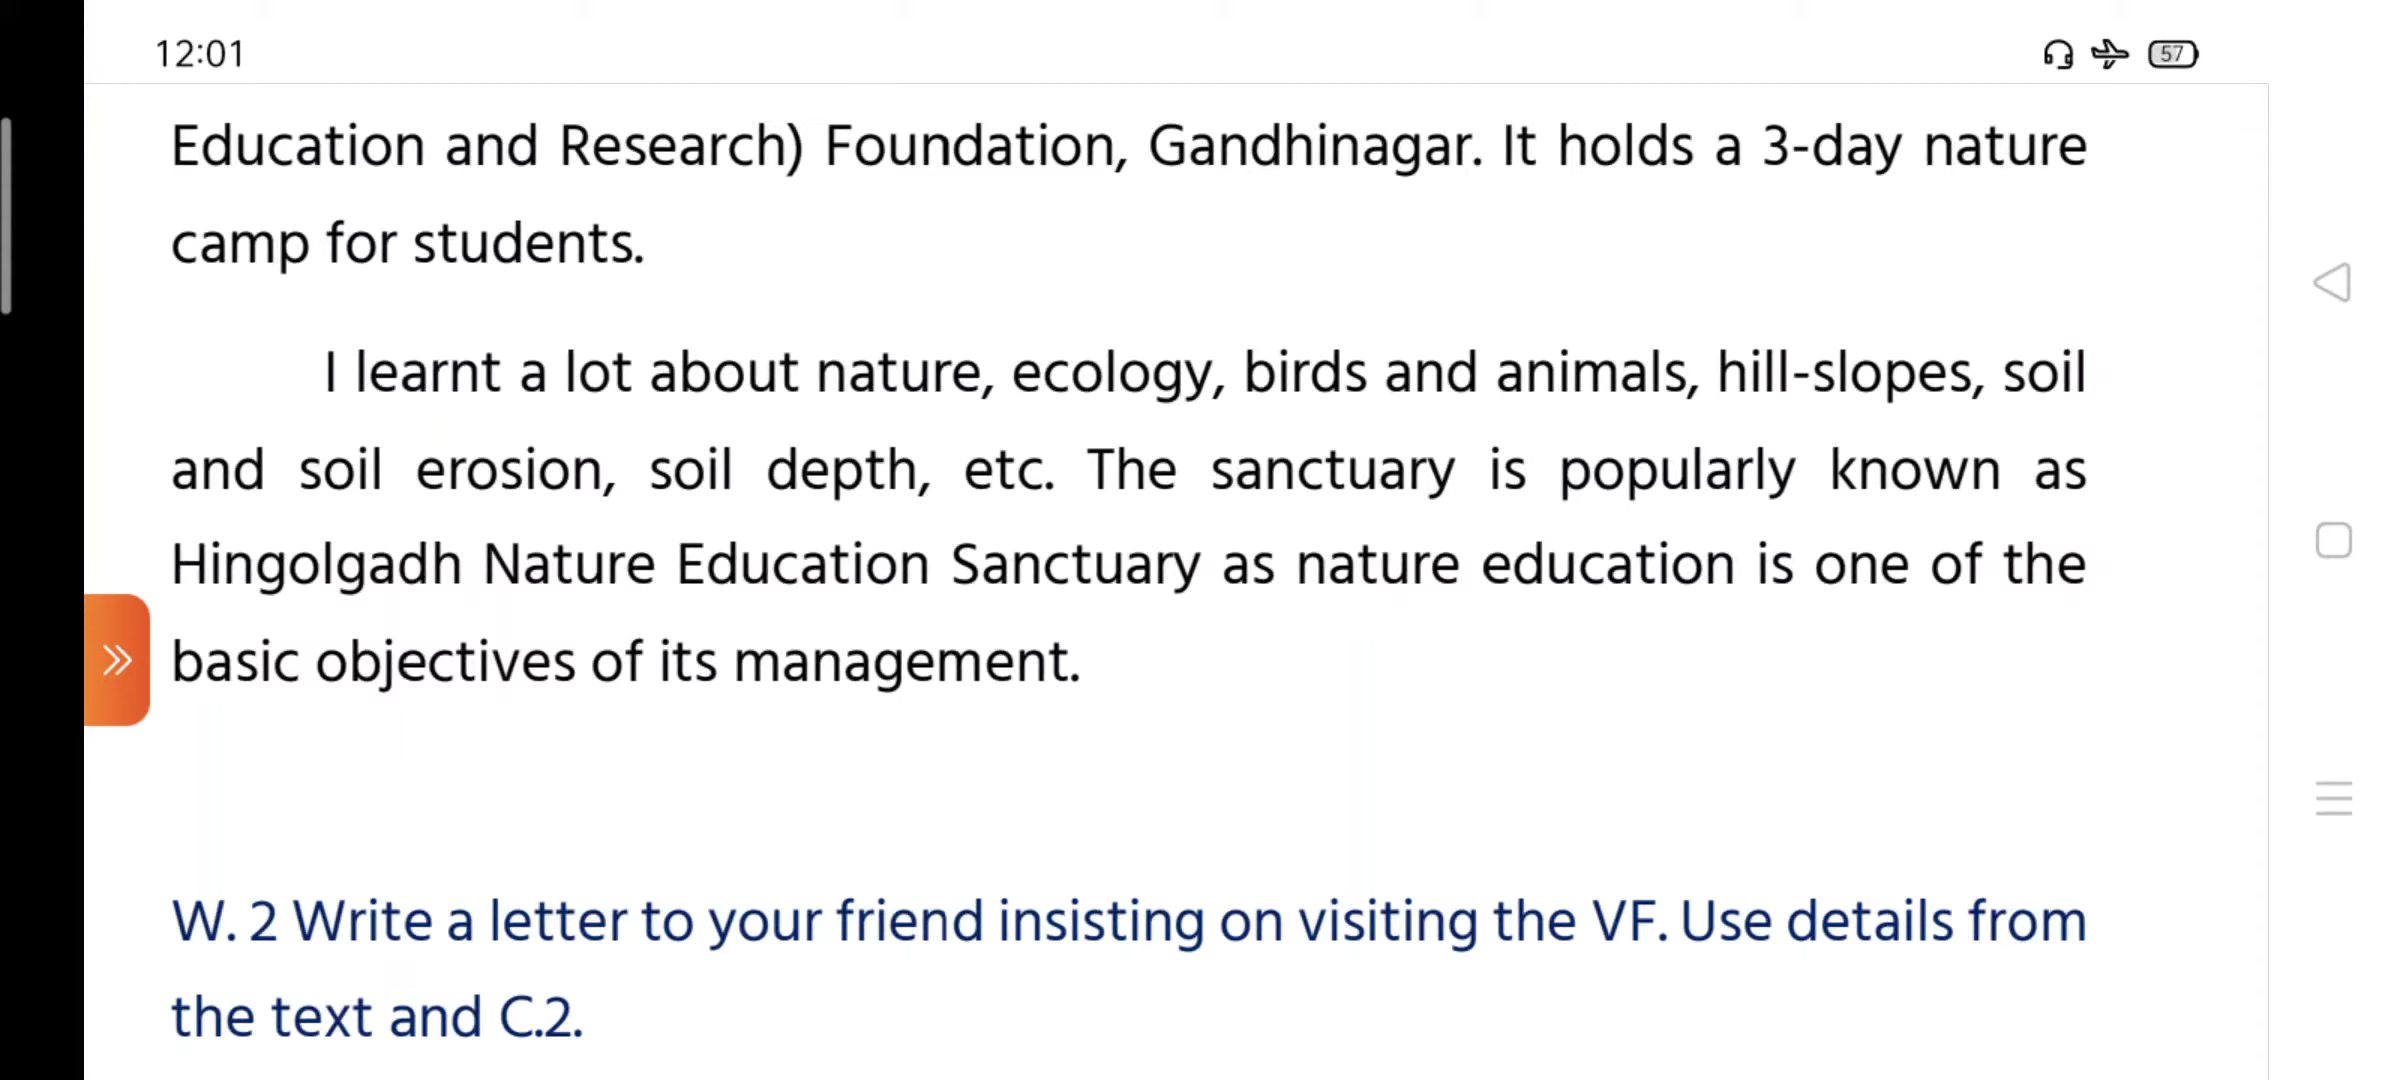 12:01
57
Education and Research) Foundation, Gandhinagar. It holds a 3-day nature
camp for students.
I learnt a lot about nature, ecology, birds and animals, hill-slopes, soil
and soil erosion, soil depth, etc. The sanctuary is popularly known as
Hingolgadh Nature Education Sanctuary as nature education is one of the
basic objectives of its management.
W. 2 Write a letter to your friend insisting on visiting the VF. Use details from
the text and C.2.